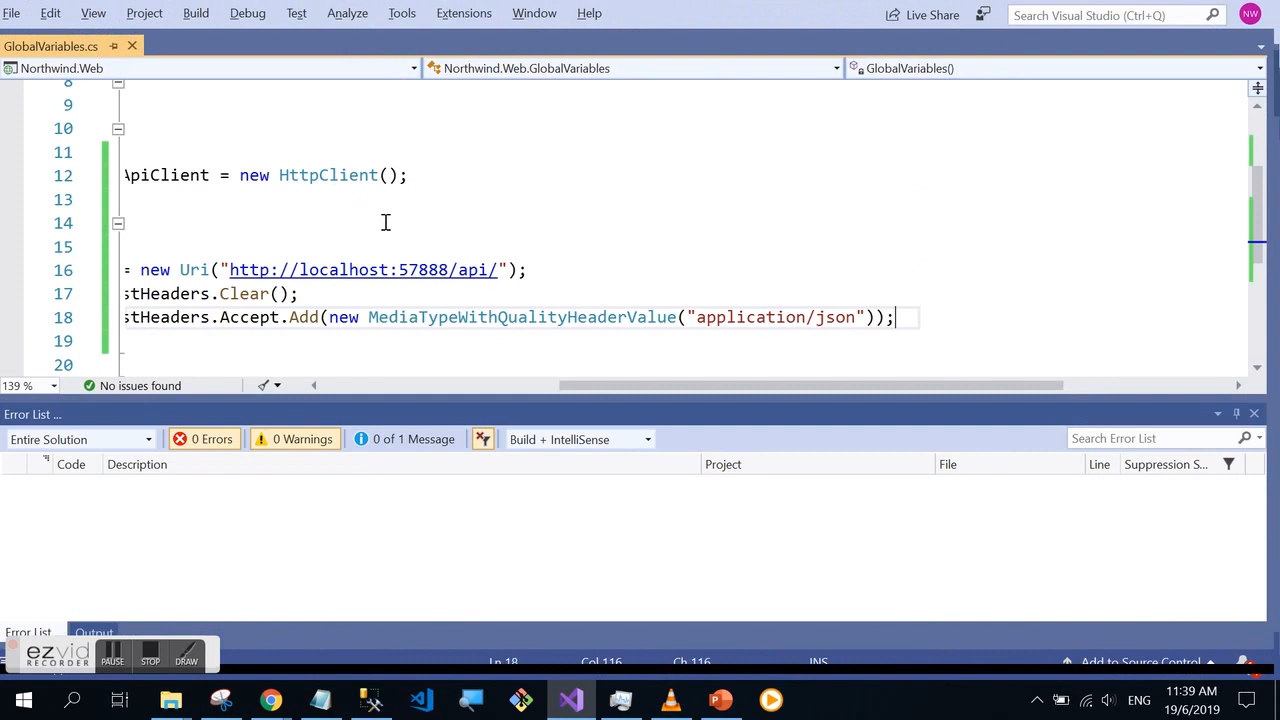 File Edit View Project Build Debug Test Analyze Tools Extensions Window Help Live Share Search Visual Studio (Ctrl+Q) NW
GlobalVariables.cs
Northwind.Web Northwind.Web.GlobalVariables GlobalVariables()
8
9
10
11
12 ApiClient = new HttpClient();
13
14
15
16 = new Uri("http://localhost:57888/api/");
17 stHeaders.Clear();
18 stHeaders.Accept.Add(new MediaTypeWithQualityHeaderValue("application/json"));
19
20
139 % No issues found
Error List ...
Entire Solution 0 Errors 0 Warnings 0 of 1 Message Build + IntelliSense Search Error List
Code Description Project File Line Suppression S...
Error List Output
ezvid
RECORDER PAUSE STOP DRAW
Ln 18 Col 116 Ch 116 INS Add to Source Control
ENG 11:39 AM
19/6/2019